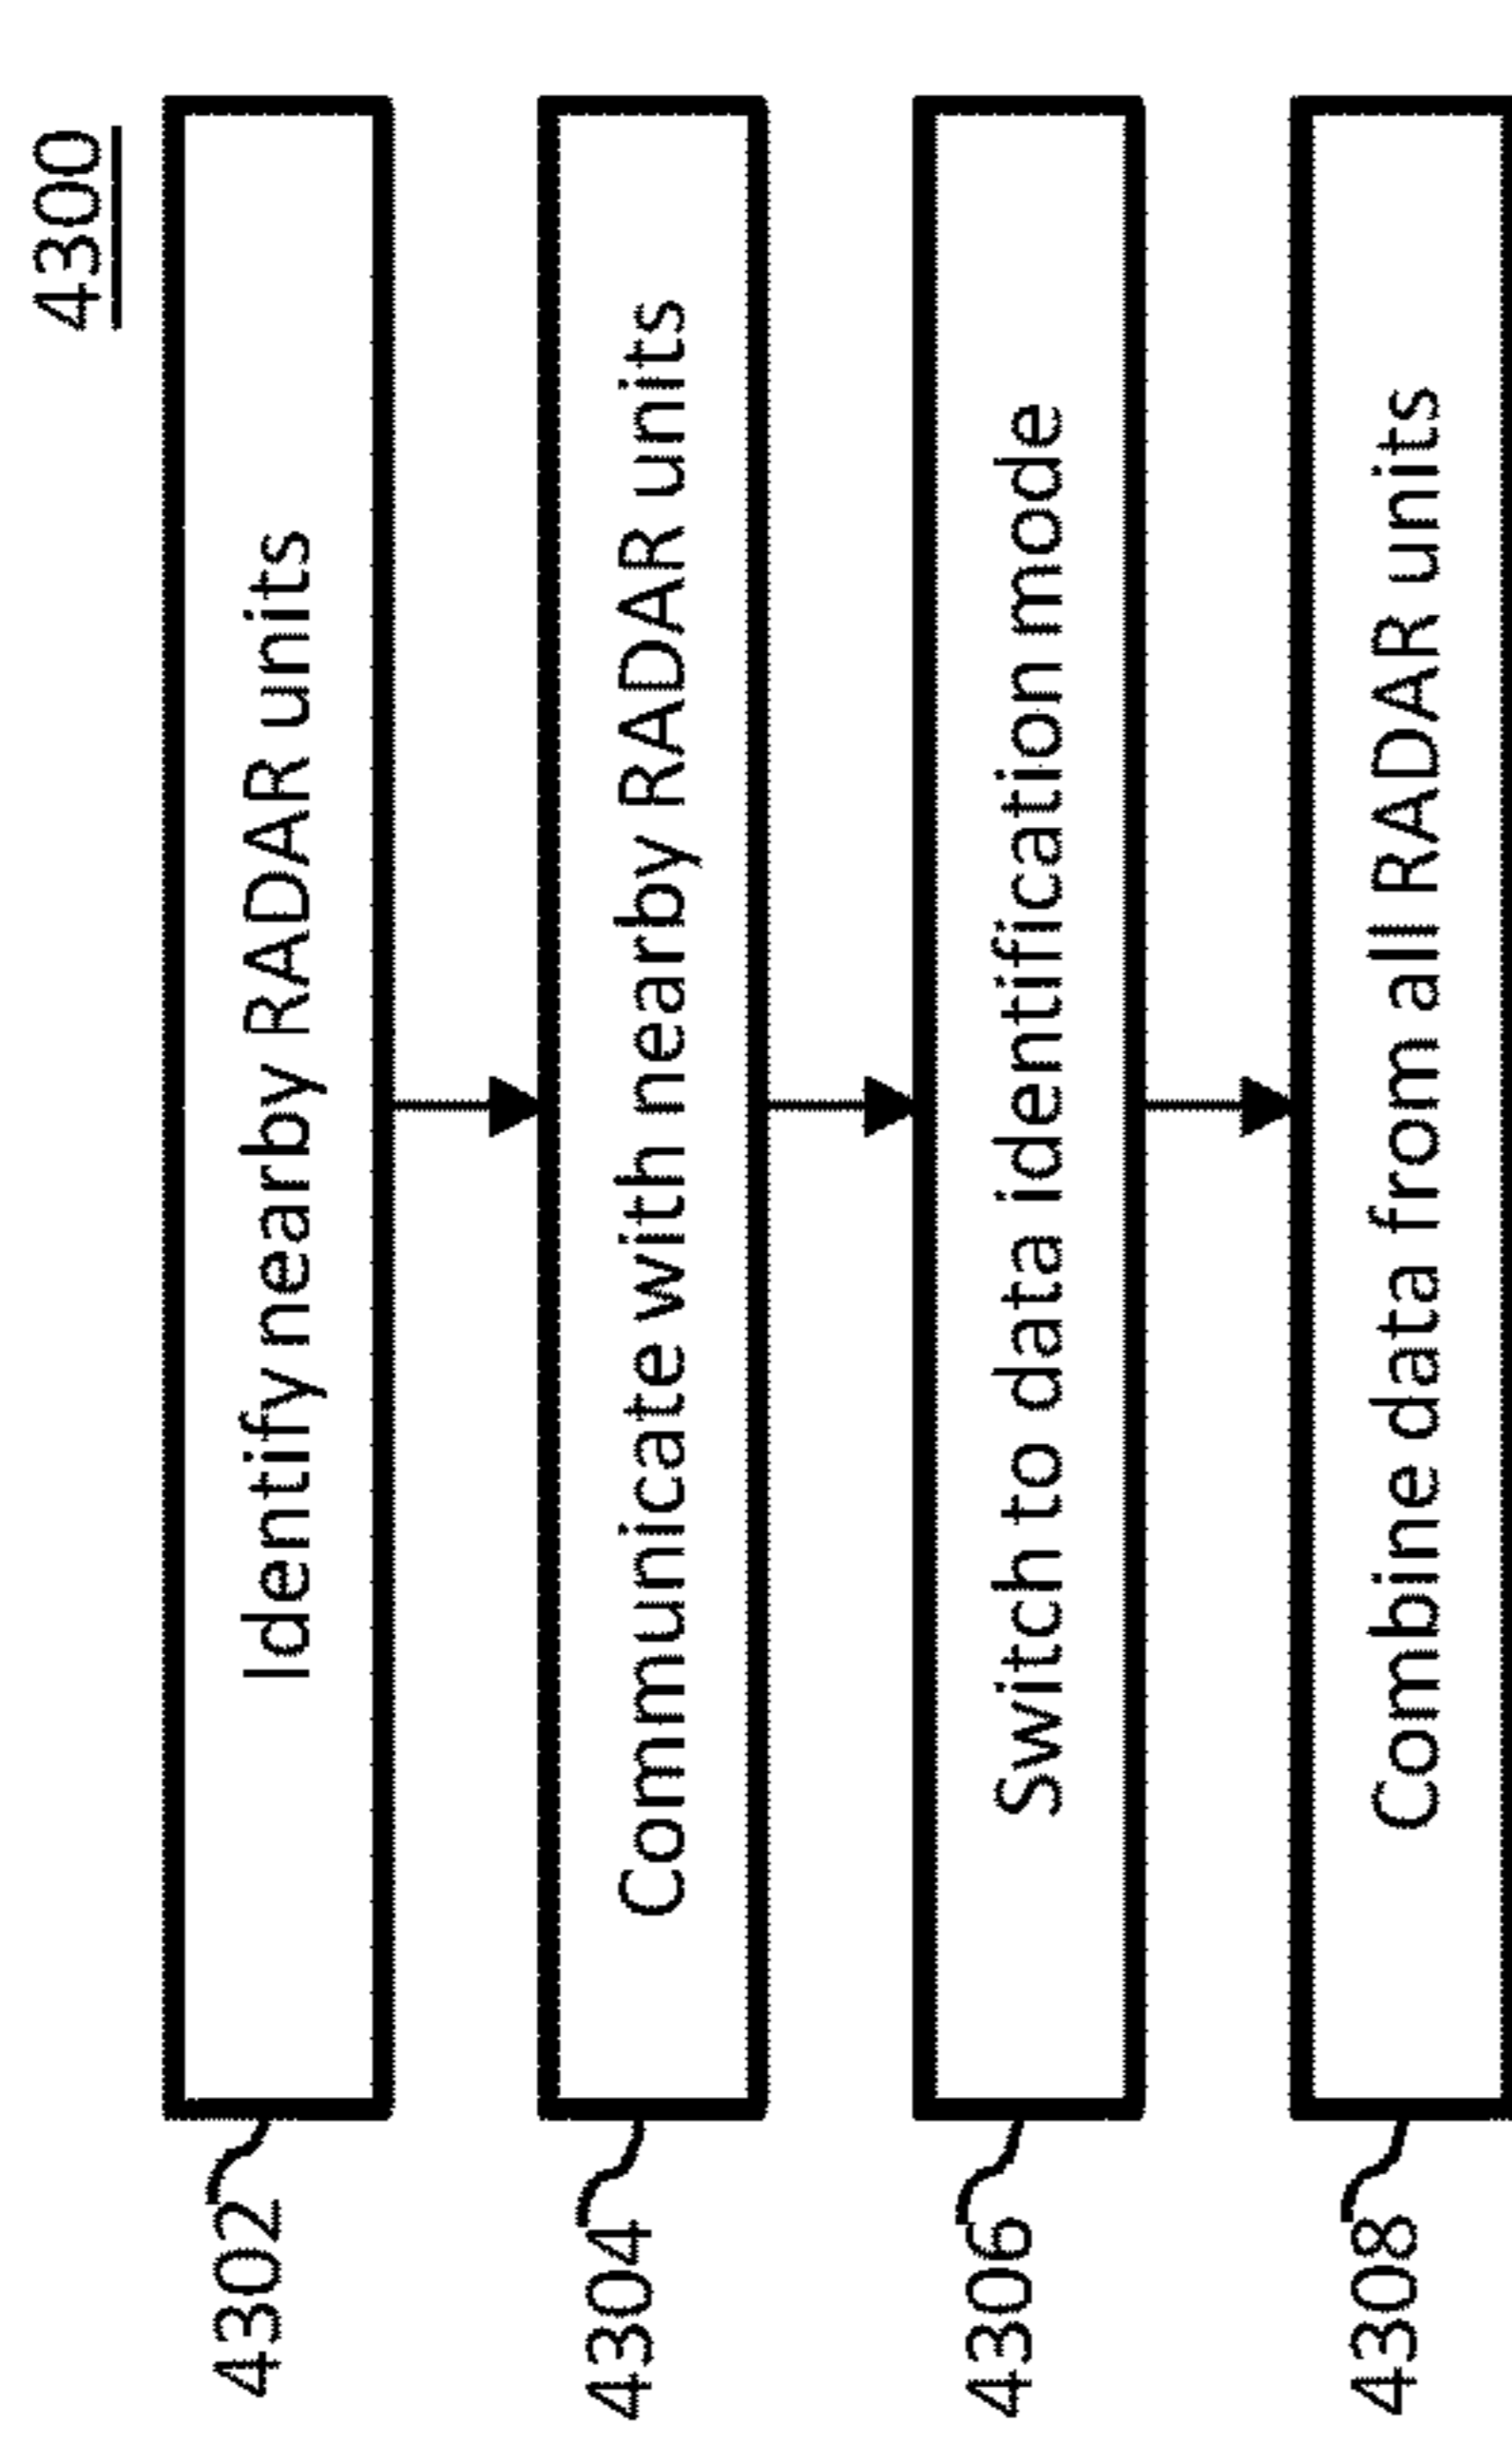 4300
4302
Identify nearby RADAR units
4304
Communicate with nearby RADAR units
4306
Switch to data identification mode
4308
Combine data from all RADAR units